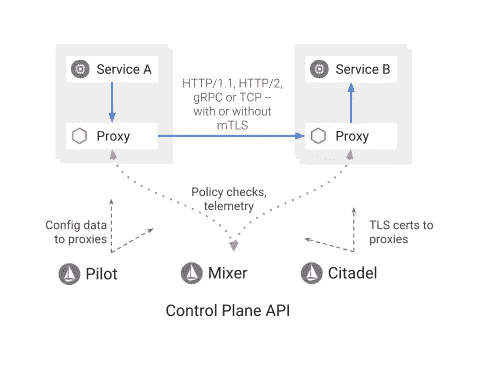 Service A
Service B
HTTP/1.1, HTTP/2,
gRPC or TCP –
with or without
mTLS
Proxy
Proxy
Policy checks,
telemetry
Config data
to proxies
TLS certs to
proxies
Pilot
Mixer
Citadel
Control Plane API